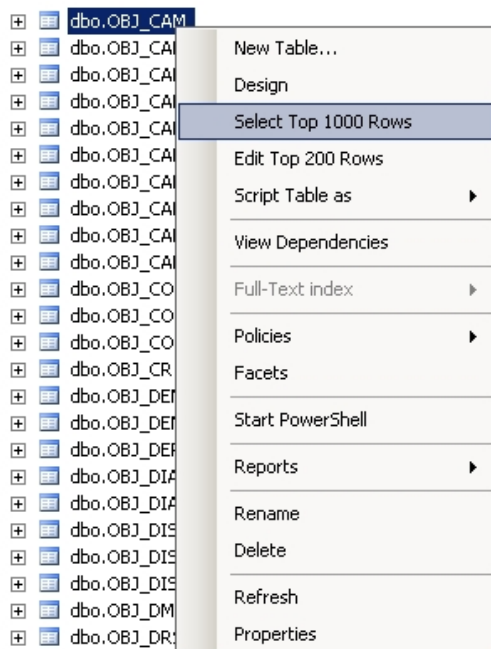 dbo.OBJ_CAM
dbo.OBJ_CA
dbo.OBJ_CA
dbo.OBJ_CA
dbo.OBJ_CA
dbo.OBJ_CA
dbo.OBJ_CA
dbo.OBJ_CA
dbo.OBJ_CA
dbo.OBJ_CA
dbo.OBJ_CO
dbo.OBJ_CO
dbo.OBJ_CO
dbo.OBJ_CR
dbo.OBJ_DE
dbo.OBJ_DE
dbo.OBJ_DE
dbo.OBJ_DIA
dbo.OBJ_DIA
dbo.OBJ_DIS
dbo.OBJ_DIS
dbo.OBJ_DIS
dbo.OBJ_DM
dbo.OBJ_DR
New Table...
Design
Select Top 1000 Rows
Edit Top 200 Rows
Script Table as
View Dependencies
Full-Text index
Policies
Facets
Start PowerShell
Reports
Rename
Delete
Refresh
Properties